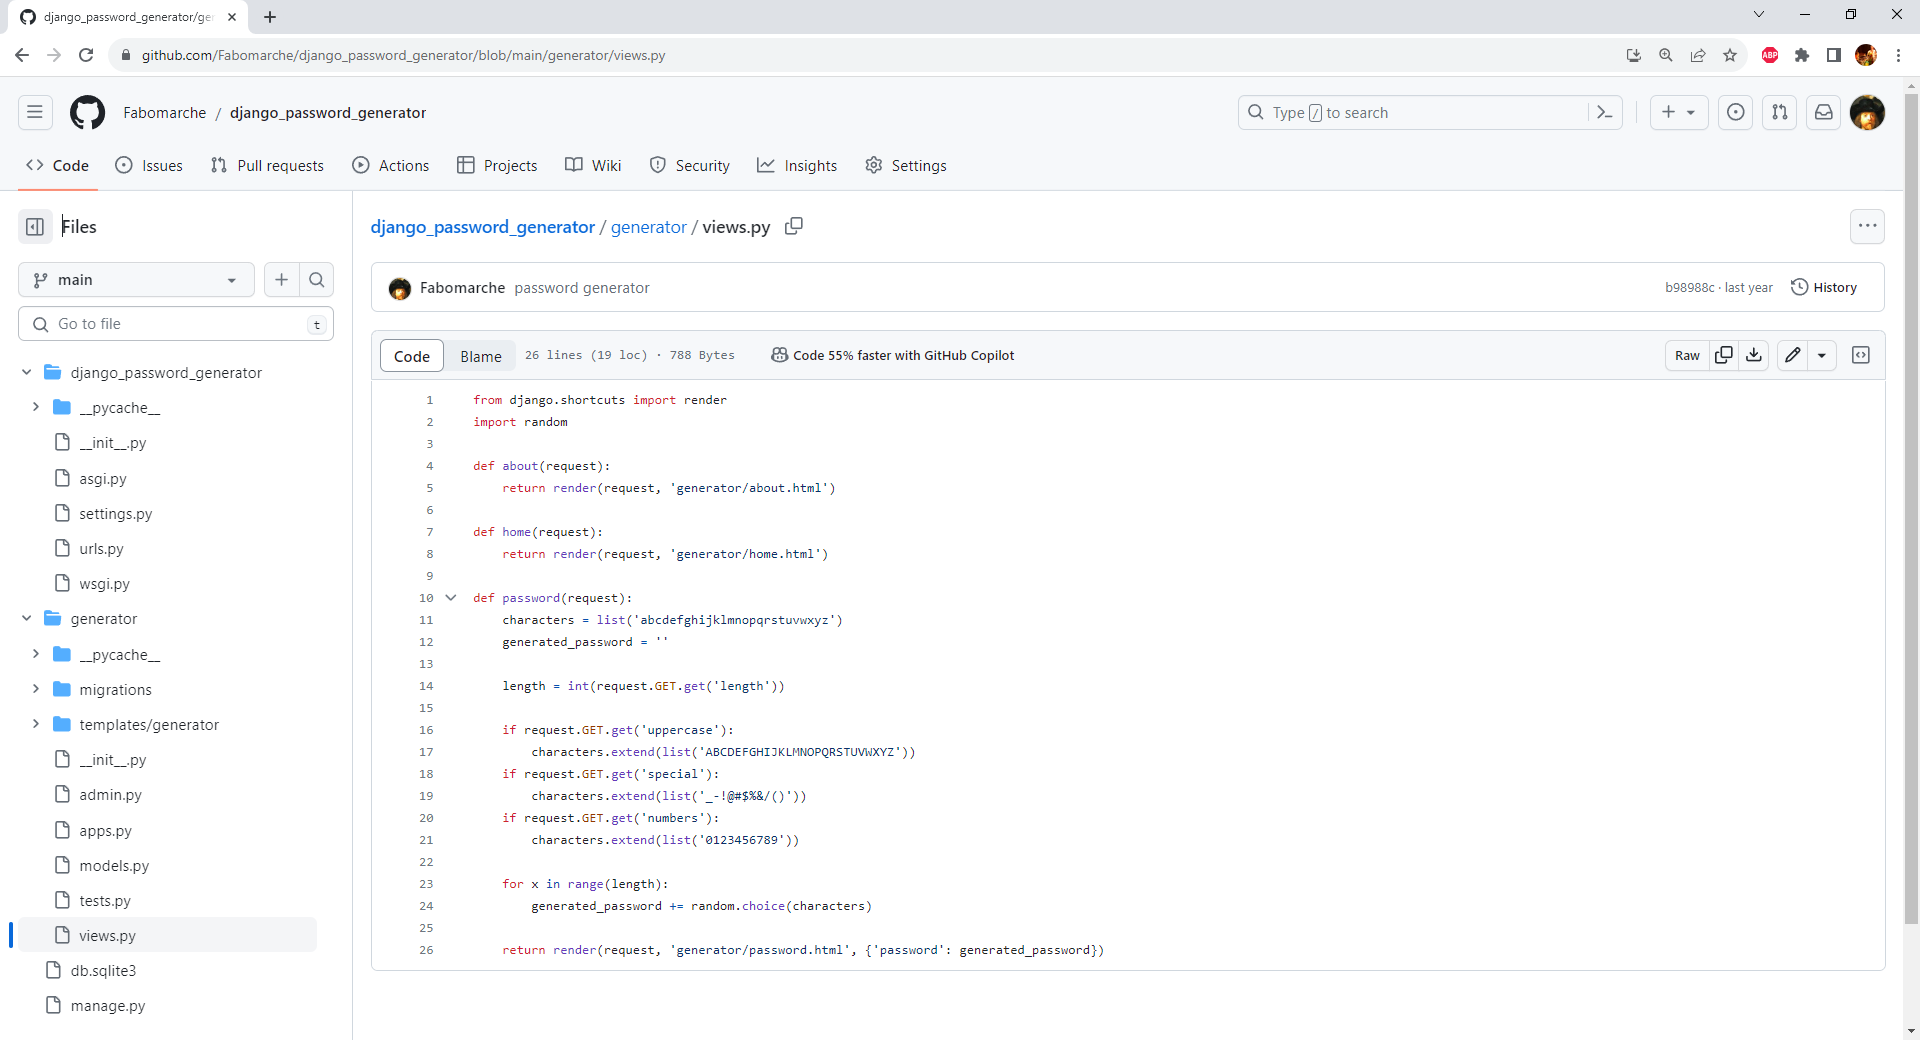 django_password_generator/ger
github.com/Fabomarche/django_password_generator/blob/main/generator/views.py
ABP
Fabomarche / django_password_generator
Type / to search
Code
Issues
Pull requests
Actions
Projects
Wiki
Security
Insights
Settings
Files
main
Go to file
t
django_password_generator
__pycache__
__init__.py
asgi.py
settings.py
urls.py
wsgi.py
generator
__pycache__
migrations
templates/generator
__init__.py
admin.py
apps.py
models.py
tests.py
views.py
db.sqlite3
manage.py
django_password_generator / generator / views.py
Fabomarche password generator
b98988c · last year
History
Code
Blame
26 lines (19 loc) · 788 Bytes
Code 55% faster with GitHub Copilot
Raw
1 from django.shortcuts import render
2 import random
3
4 def about(request):
5     return render(request, 'generator/about.html')
6
7 def home(request):
8     return render(request, 'generator/home.html')
9
10 def password(request):
11     characters = list('abcdefghijklmnopqrstuvwxyz')
12     generated_password = ''
13
14     length = int(request.GET.get('length'))
15
16     if request.GET.get('uppercase'):
17         characters.extend(list('ABCDEFGHIJKLMNOPQRSTUVWXYZ'))
18     if request.GET.get('special'):
19         characters.extend(list('_-!@#$%&/()'))
20     if request.GET.get('numbers'):
21         characters.extend(list('0123456789'))
22
23     for x in range(length):
24         generated_password += random.choice(characters)
25
26     return render(request, 'generator/password.html', {'password': generated_password})